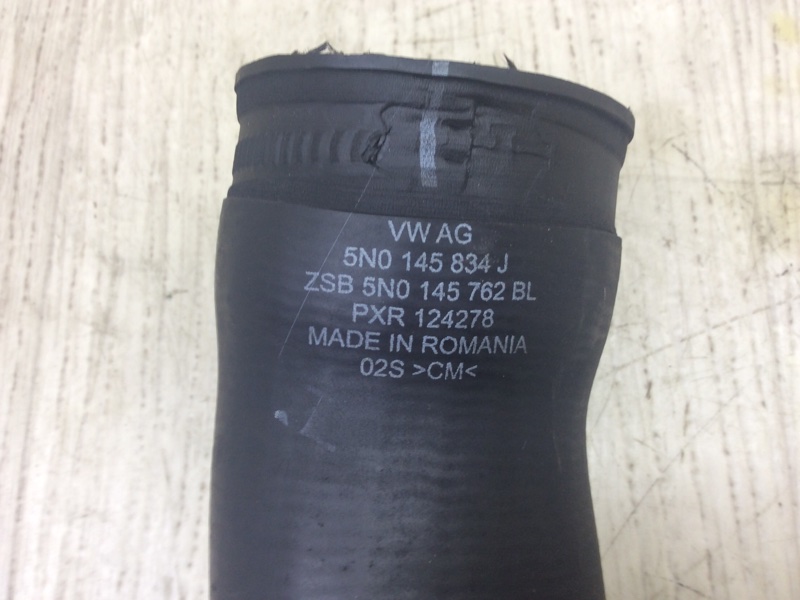 VW AG
5N0 145 834 J
ZSB 5N0 145 762 BL
PXR 124278
MADE IN ROMANIA
02S >CM<